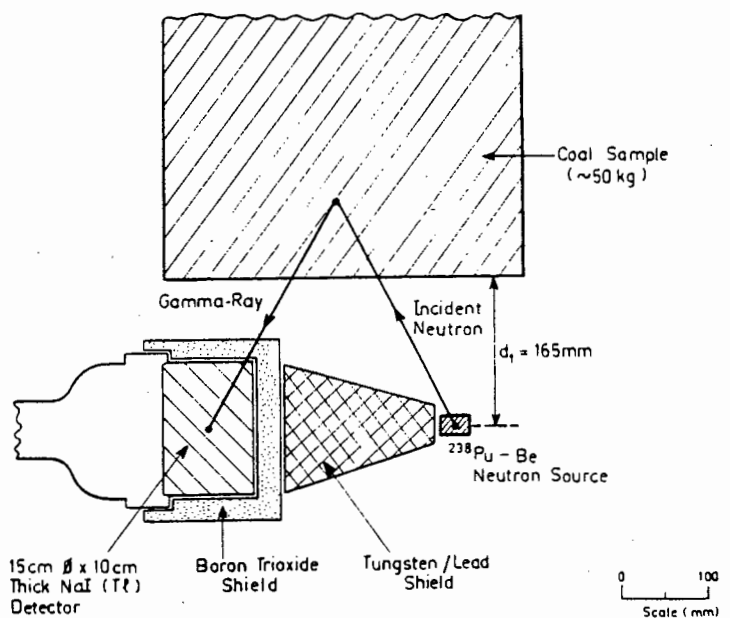 Coal Sample
(~50 kg)
Gamma-Ray
Incident
Neutron
d₁ = 165mm
²³⁸Pu - Be
Neutron Source
15cm Ø x 10cm
Thick NaI (Tℓ)
Detector
Boron Trioxide
Shield
Tungsten / Lead
Shield
0 100
Scale (mm)